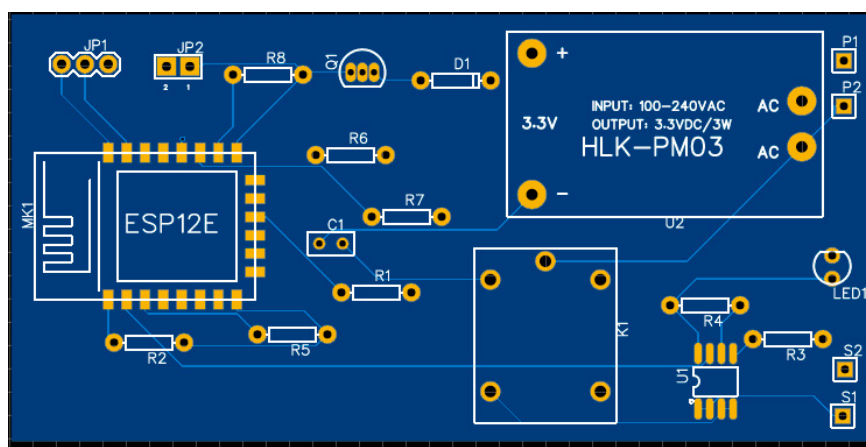 JP1
JP2
2 1
R8
Q1
D1
+
3.3V
INPUT: 100-240VAC
OUTPUT: 3.3VDC/3W
HLK-PM03
AC
AC
-
U2
P1
P2
R6
R7
MK1
ESP12E
C1
R1
R2
R5
K1
LED1
R4
R3
U1
S2
S1